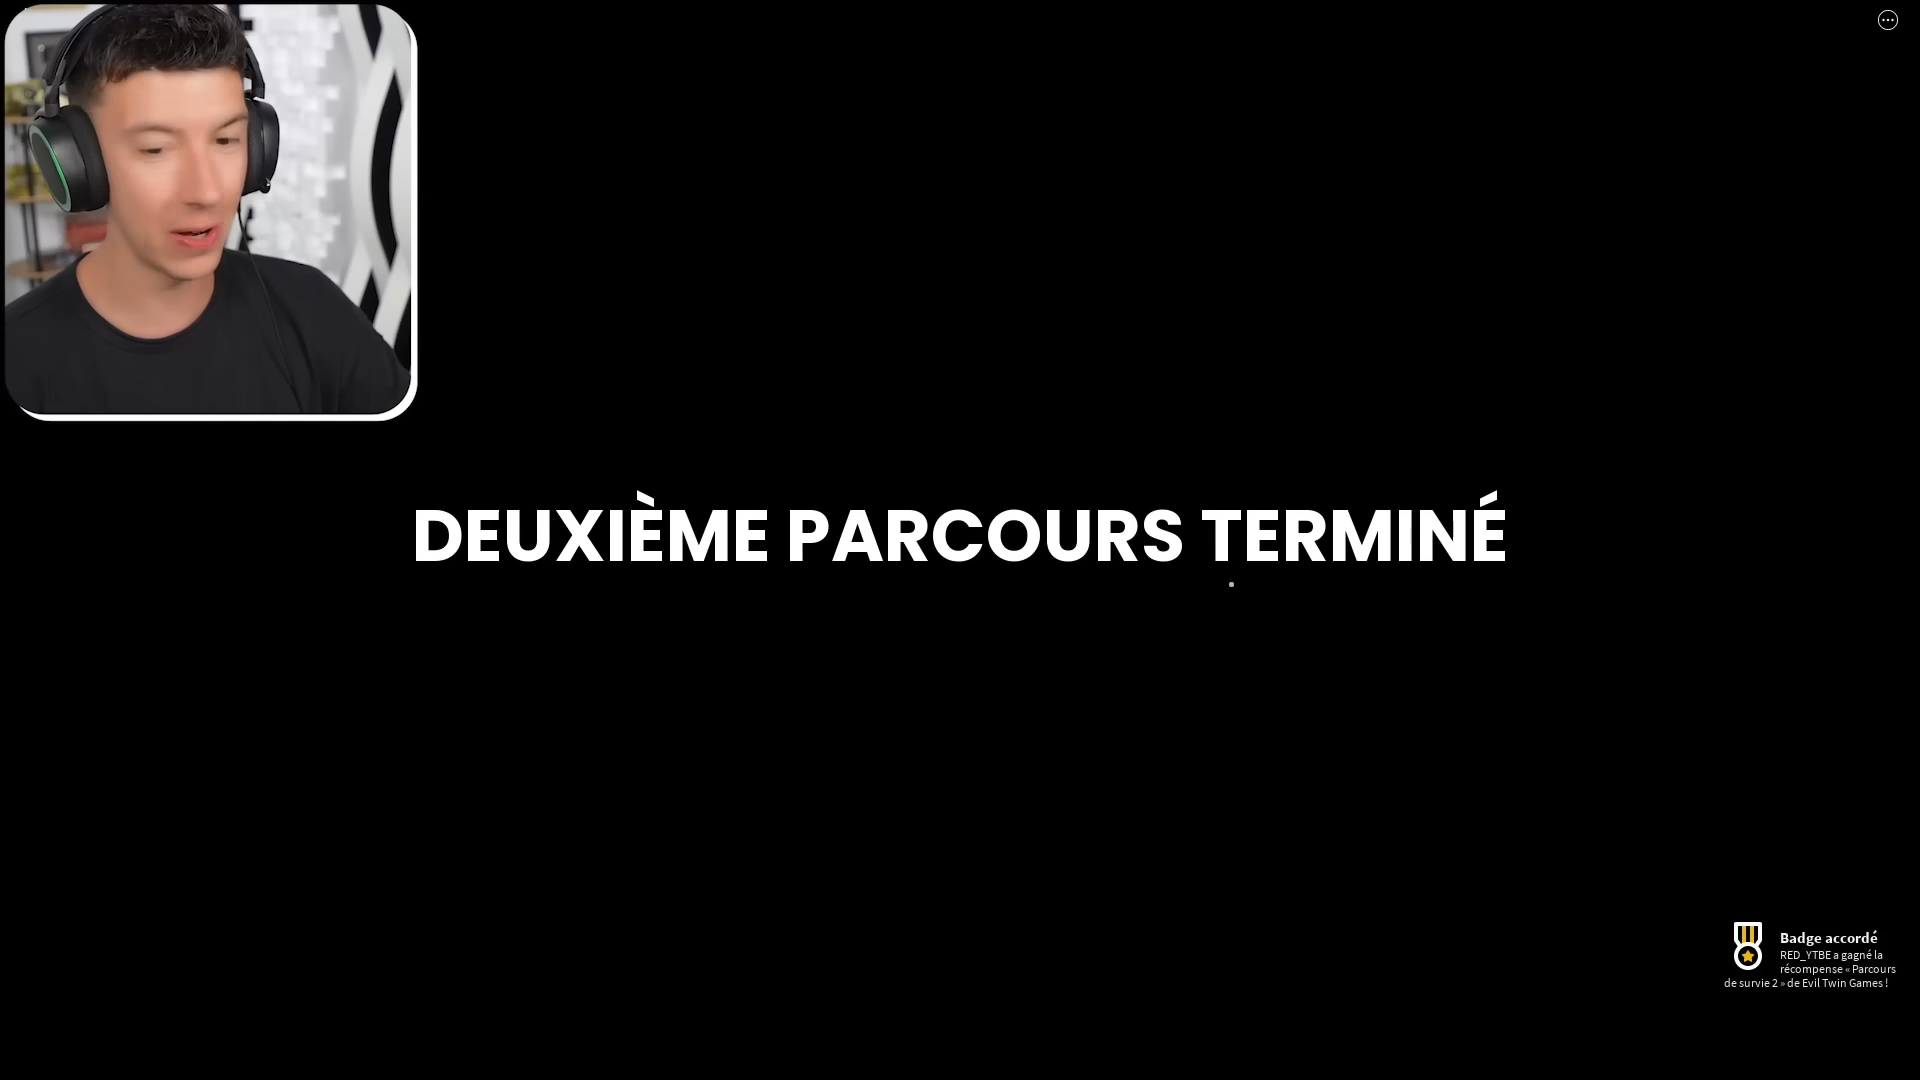 DEUXIÈME PARCOURS TERMINÉ
Badge accordé
RED_YTBE a gagné la
récompense « Parcours
de survie 2 » de Evil Twin Games !